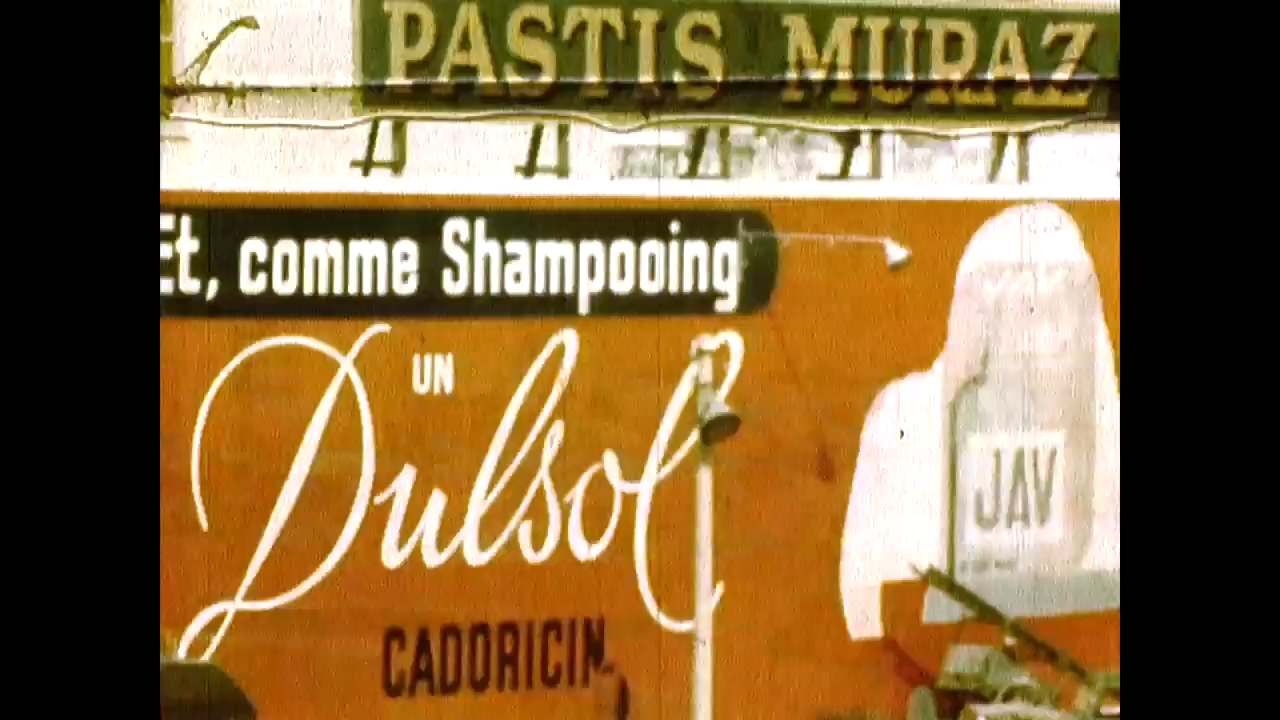 PASTIS MURAZ
Et, comme Shampooing
UN
Dulsol
CADORICIN
JAV